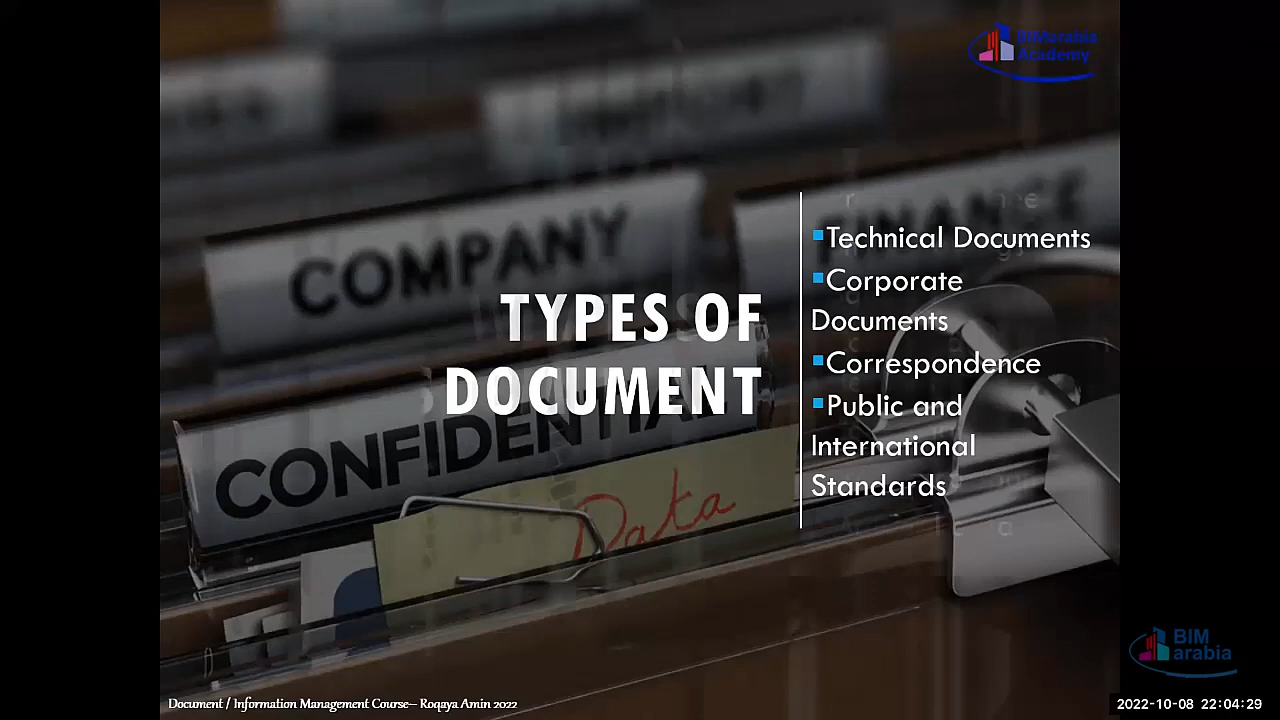 BIMarabia
Academy
COMPANY
FINANCE
TYPES OF
DOCUMENT
CONFIDENTIAL
Data
▪Technical Documents
▪Corporate
Documents
▪Correspondence
▪Public and
International
Standards
BIM
arabia
Document / Information Management Course– Roqaya Amin 2022
2022-10-08 22:04:29